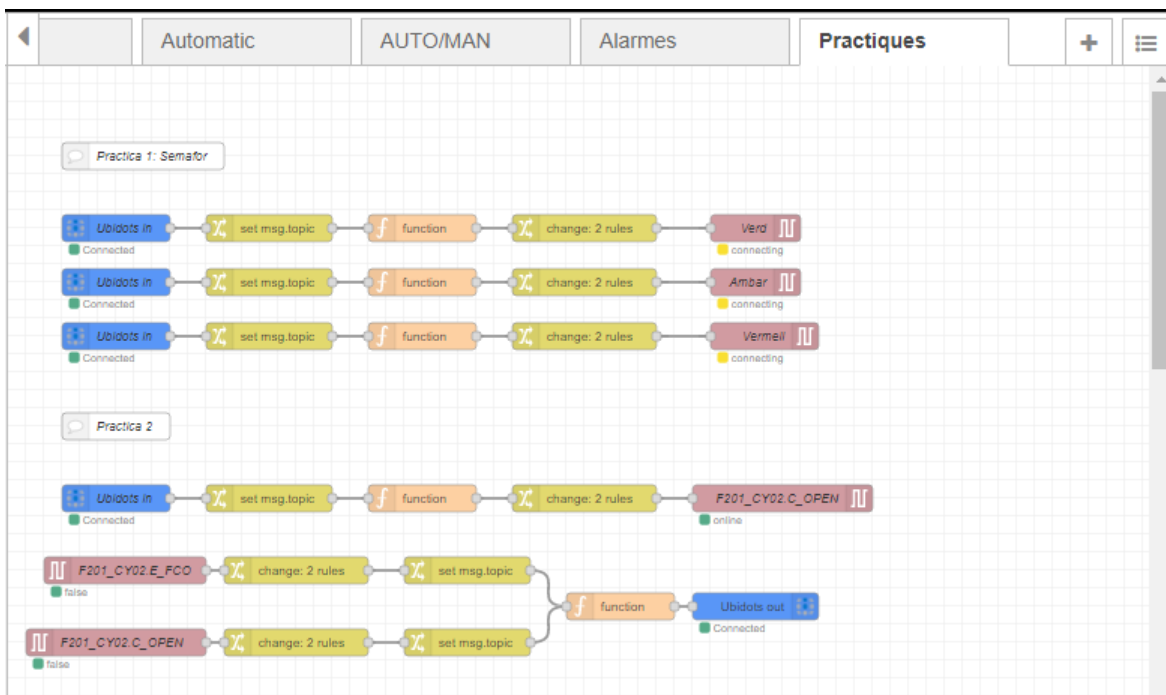 Automatic AUTO/MAN Alarmes Practiques
Practica 1: Semafor
Ubidots in set msg.topic function change: 2 rules Verd
Connected connecting
Ubidots in set msg.topic function change: 2 rules Ambar
Connected connecting
Ubidots in set msg.topic function change: 2 rules Vermell
Connected connecting
Practica 2
Ubidots in set msg.topic function change: 2 rules F201_CY02.C_OPEN
Connected online
F201_CY02.E_FCO change: 2 rules set msg.topic
false
function Ubidots out
Connected
F201_CY02.C_OPEN change: 2 rules set msg.topic
false